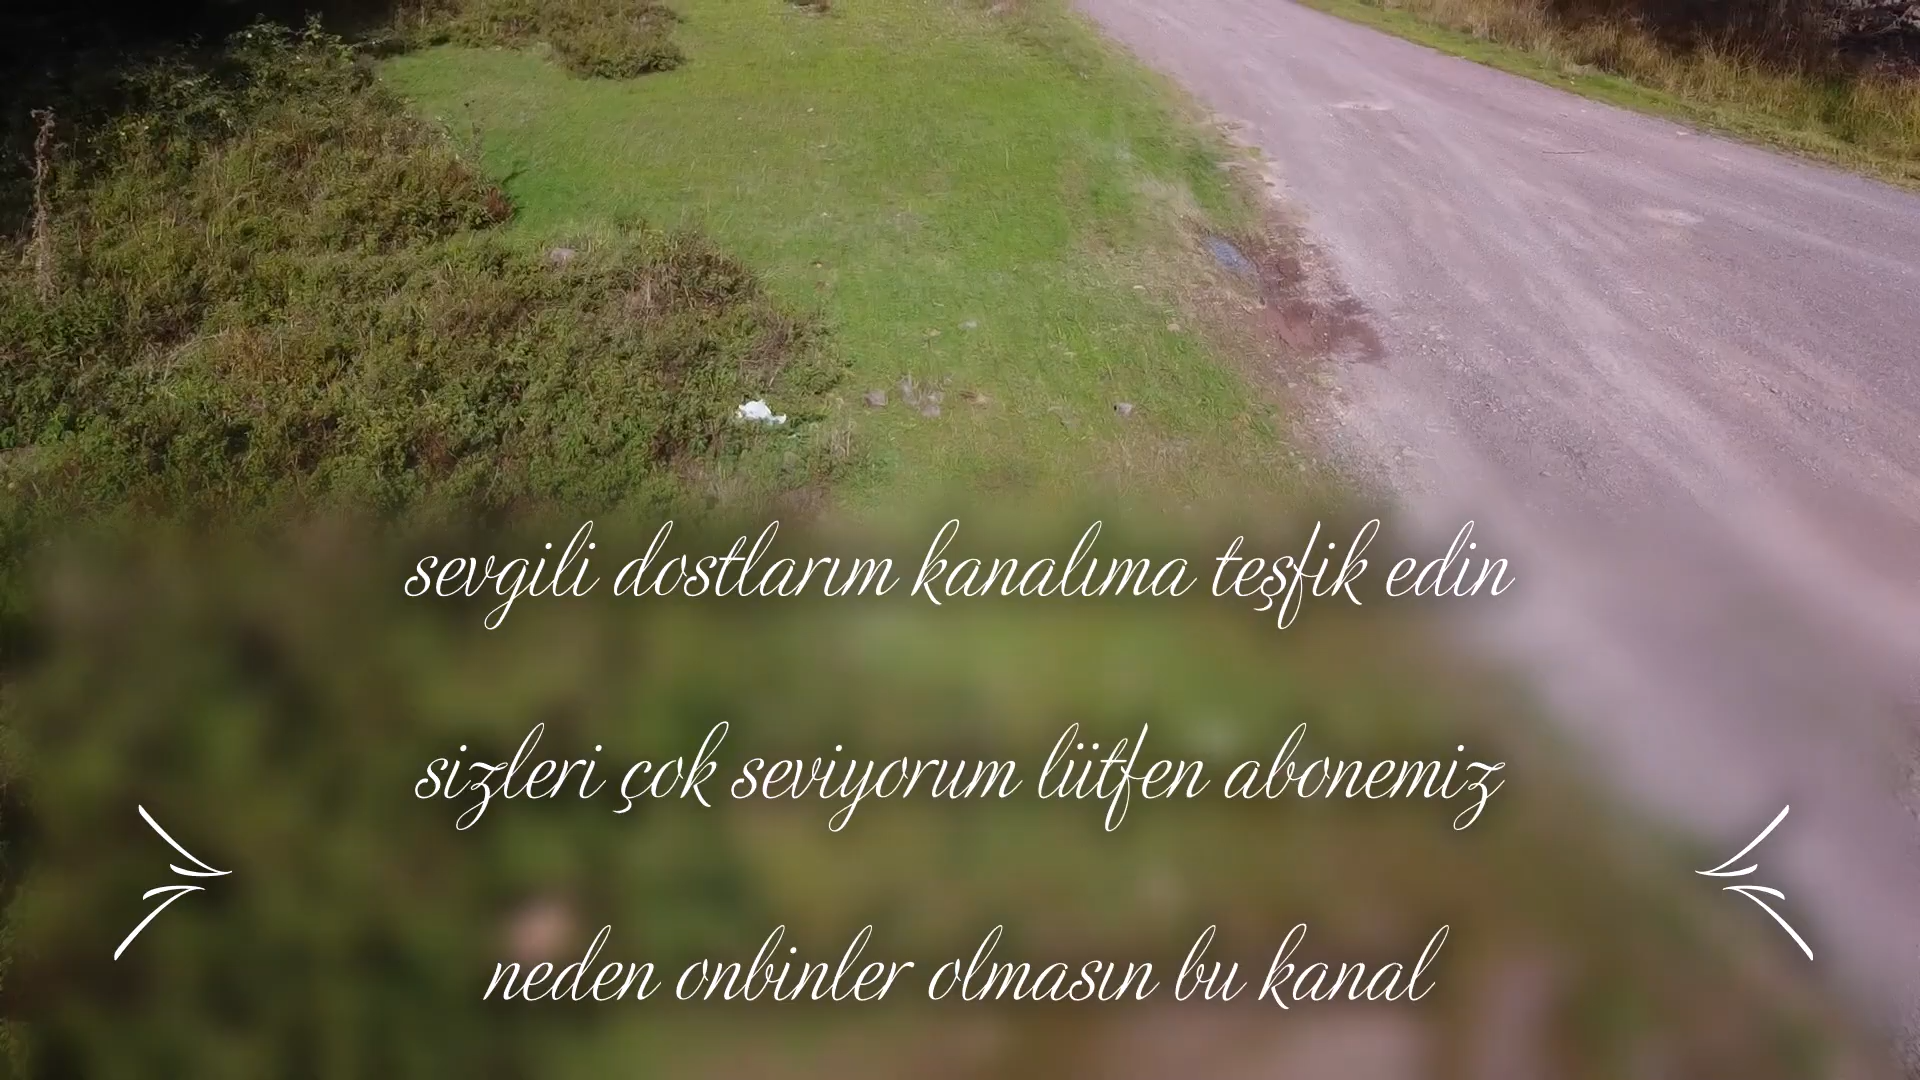 sevgili dostlarım kanalıma teşfik edin
sizleri çok seviyorum lütfen abonemiz
neden onbinler olmasın bu kanal